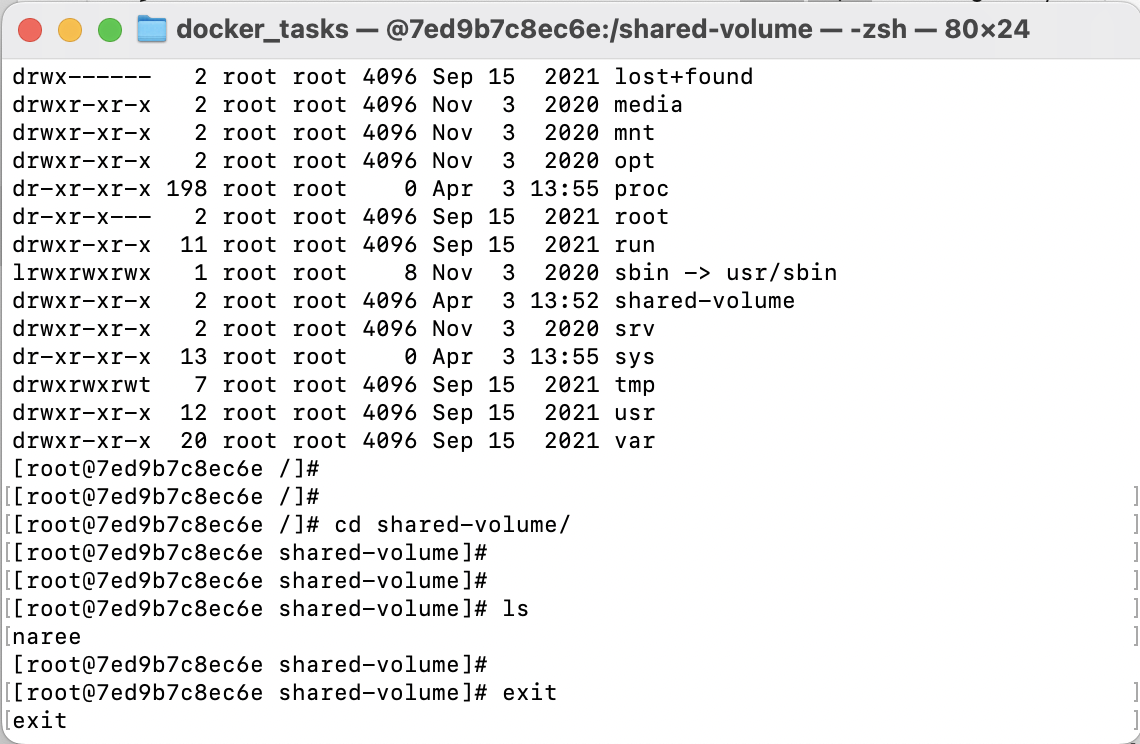 docker_tasks — @7ed9b7c8ec6e:/shared-volume — -zsh — 80×24
drwx------   2 root root 4096 Sep 15  2021 lost+found
drwxr-xr-x   2 root root 4096 Nov  3  2020 media
drwxr-xr-x   2 root root 4096 Nov  3  2020 mnt
drwxr-xr-x   2 root root 4096 Nov  3  2020 opt
dr-xr-xr-x 198 root root    0 Apr  3 13:55 proc
dr-xr-x---   2 root root 4096 Sep 15  2021 root
drwxr-xr-x  11 root root 4096 Sep 15  2021 run
lrwxrwxrwx   1 root root    8 Nov  3  2020 sbin -> usr/sbin
drwxr-xr-x   2 root root 4096 Apr  3 13:52 shared-volume
drwxr-xr-x   2 root root 4096 Nov  3  2020 srv
dr-xr-xr-x  13 root root    0 Apr  3 13:55 sys
drwxrwxrwt   7 root root 4096 Sep 15  2021 tmp
drwxr-xr-x  12 root root 4096 Sep 15  2021 usr
drwxr-xr-x  20 root root 4096 Sep 15  2021 var
[root@7ed9b7c8ec6e /]#
[[root@7ed9b7c8ec6e /]# ]
[[root@7ed9b7c8ec6e /]# cd shared-volume/ ]
[[root@7ed9b7c8ec6e shared-volume]# ]
[[root@7ed9b7c8ec6e shared-volume]# ]
[[root@7ed9b7c8ec6e shared-volume]# ls ]
[naree ]
[root@7ed9b7c8ec6e shared-volume]#
[[root@7ed9b7c8ec6e shared-volume]# exit ]
[exit ]